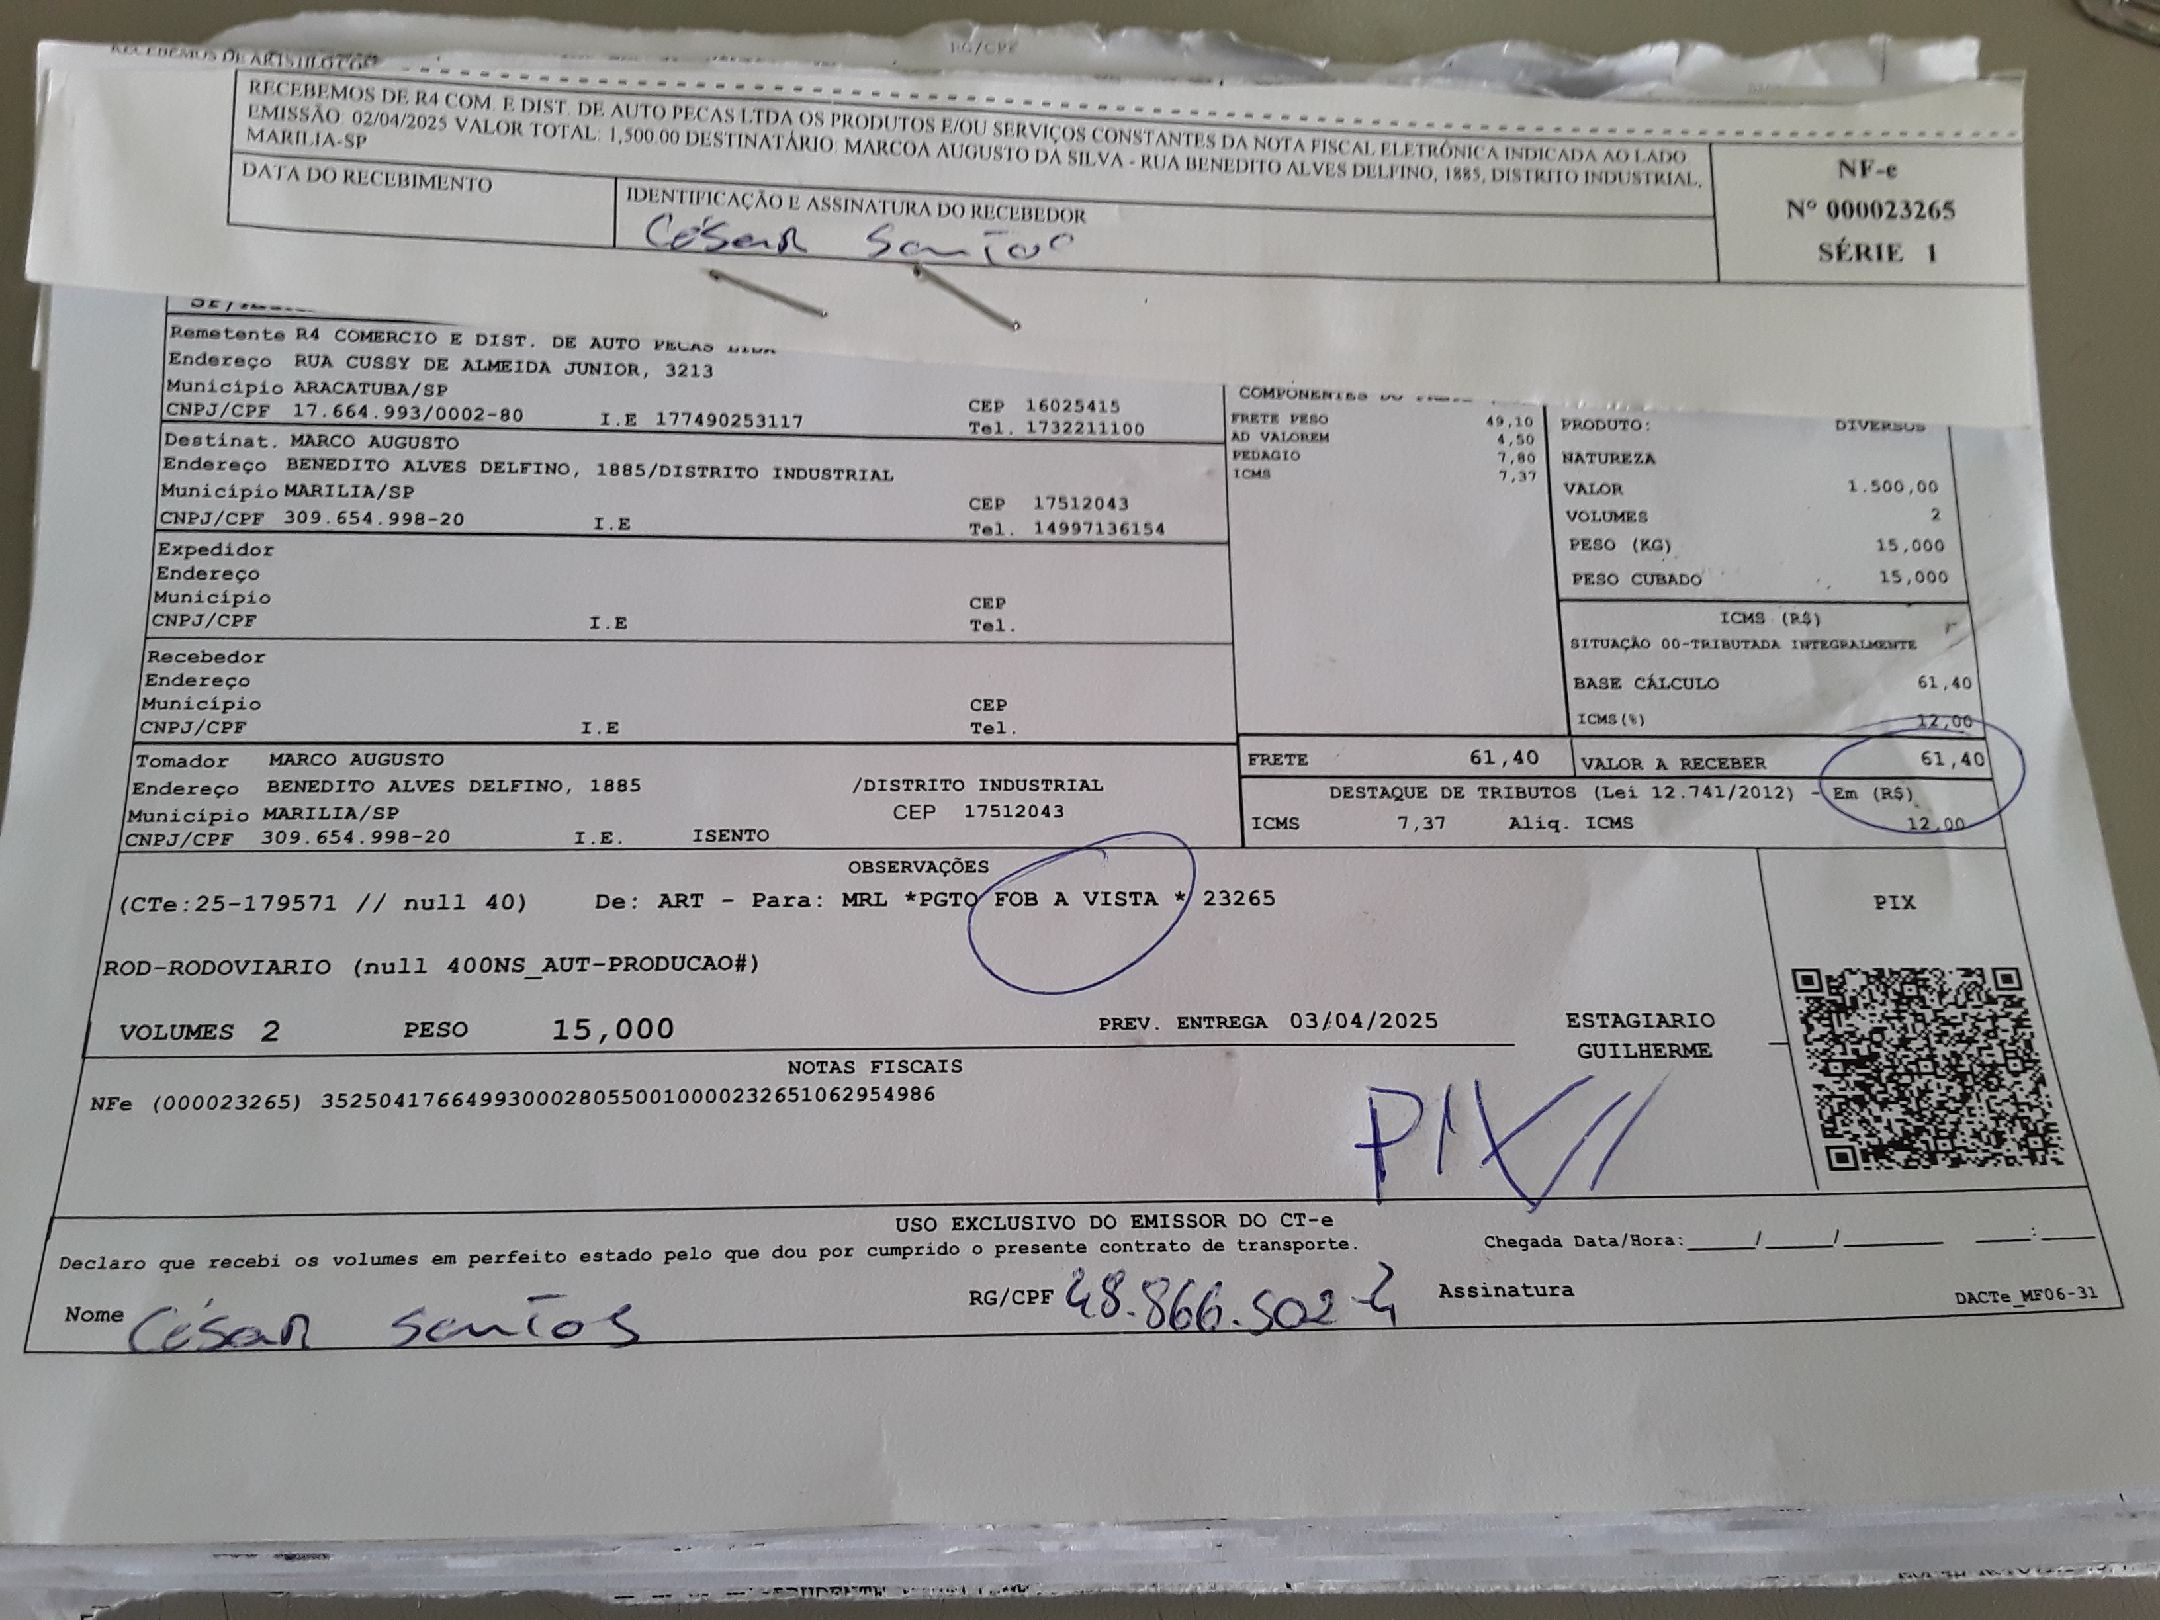 RECEBEMOS DE
RG/CPF
RECEBEMOS DE R4 COM. E DIST. DE AUTO PECAS LTDA OS PRODUTOS E/OU SERVIÇOS CONSTANTES DA NOTA FISCAL ELETRÔNICA INDICADA AO LADO
EMISSÃO: 02/04/2025 VALOR TOTAL: 1,500.00 DESTINATÁRIO: MARCOA AUGUSTO DA SILVA - RUA BENEDITO ALVES DELFINO, 1885, DISTRITO INDUSTRIAL,
MARILIA-SP
DATA DO RECEBIMENTO
IDENTIFICAÇÃO E ASSINATURA DO RECEBEDOR
César Santos
NF-e
Nº 000023265
SÉRIE 1
Remetente R4 COMERCIO E DIST. DE AUTO PECAS LTDA
Endereço RUA CUSSY DE ALMEIDA JUNIOR, 3213
Município ARACATUBA/SP CEP 16025415
CNPJ/CPF 17.664.993/0002-80 I.E 177490253117 Tel. 1732211100
Destinat. MARCO AUGUSTO
Endereço BENEDITO ALVES DELFINO, 1885/DISTRITO INDUSTRIAL
Município MARILIA/SP CEP 17512043
CNPJ/CPF 309.654.998-20 I.E Tel. 14997136154
Expedidor
Endereço
Município CEP
CNPJ/CPF I.E Tel.
Recebedor
Endereço
Município CEP
CNPJ/CPF I.E Tel.
Tomador MARCO AUGUSTO
Endereço BENEDITO ALVES DELFINO, 1885 /DISTRITO INDUSTRIAL
Município MARILIA/SP CEP 17512043
CNPJ/CPF 309.654.998-20 I.E. ISENTO
COMPONENTES DO
FRETE PESO 49,10
AD VALOREM 4,50
PEDAGIO 7,80
ICMS 7,37
PRODUTO: DIVERSOS
NATUREZA
VALOR 1.500,00
VOLUMES 2
PESO (KG) 15,000
PESO CUBADO 15,000
ICMS (R$)
SITUAÇÃO 00-TRIBUTADA INTEGRALMENTE
BASE CÁLCULO 61,40
ICMS(%) 12,00
FRETE 61,40 VALOR A RECEBER 61,40
DESTAQUE DE TRIBUTOS (Lei 12.741/2012) - Em (R$)
ICMS 7,37 Aliq. ICMS 12,00
OBSERVAÇÕES
(CTe:25-179571 // null 40) De: ART - Para: MRL *PGTO FOB A VISTA * 23265
ROD-RODOVIARIO (null 400NS_AUT-PRODUCAO#)
VOLUMES 2 PESO 15,000 PREV. ENTREGA 03/04/2025
ESTAGIARIO
GUILHERME
PIX
NOTAS FISCAIS
NFe (000023265) 35250417664993000280550010000232651062954986
PIX
USO EXCLUSIVO DO EMISSOR DO CT-e
Declaro que recebi os volumes em perfeito estado pelo que dou por cumprido o presente contrato de transporte. Chegada Data/Hora:_____/_____/_______ ____:____
Nome César Santos RG/CPF 48.866.502-4 Assinatura
DACTe_MF06-31